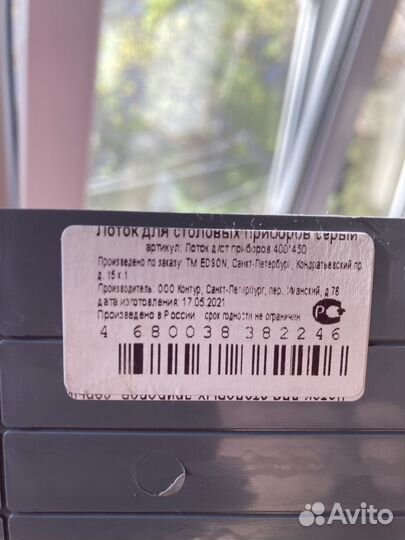 Лоток для столовых приборов серый
артикул: Лоток д/ст приборов 400*450
Произведено по заказу: ТМ EDSON, Санкт-Петербург, Кондратьевский пр.
д. 15 к.1
Производитель: ООО Контур, Санкт-Петербург, пер. Уманский, д.76
дата изготовления: 17.05.2021
Произведено в России срок годности не ограничен
4 680038 382246
Avito